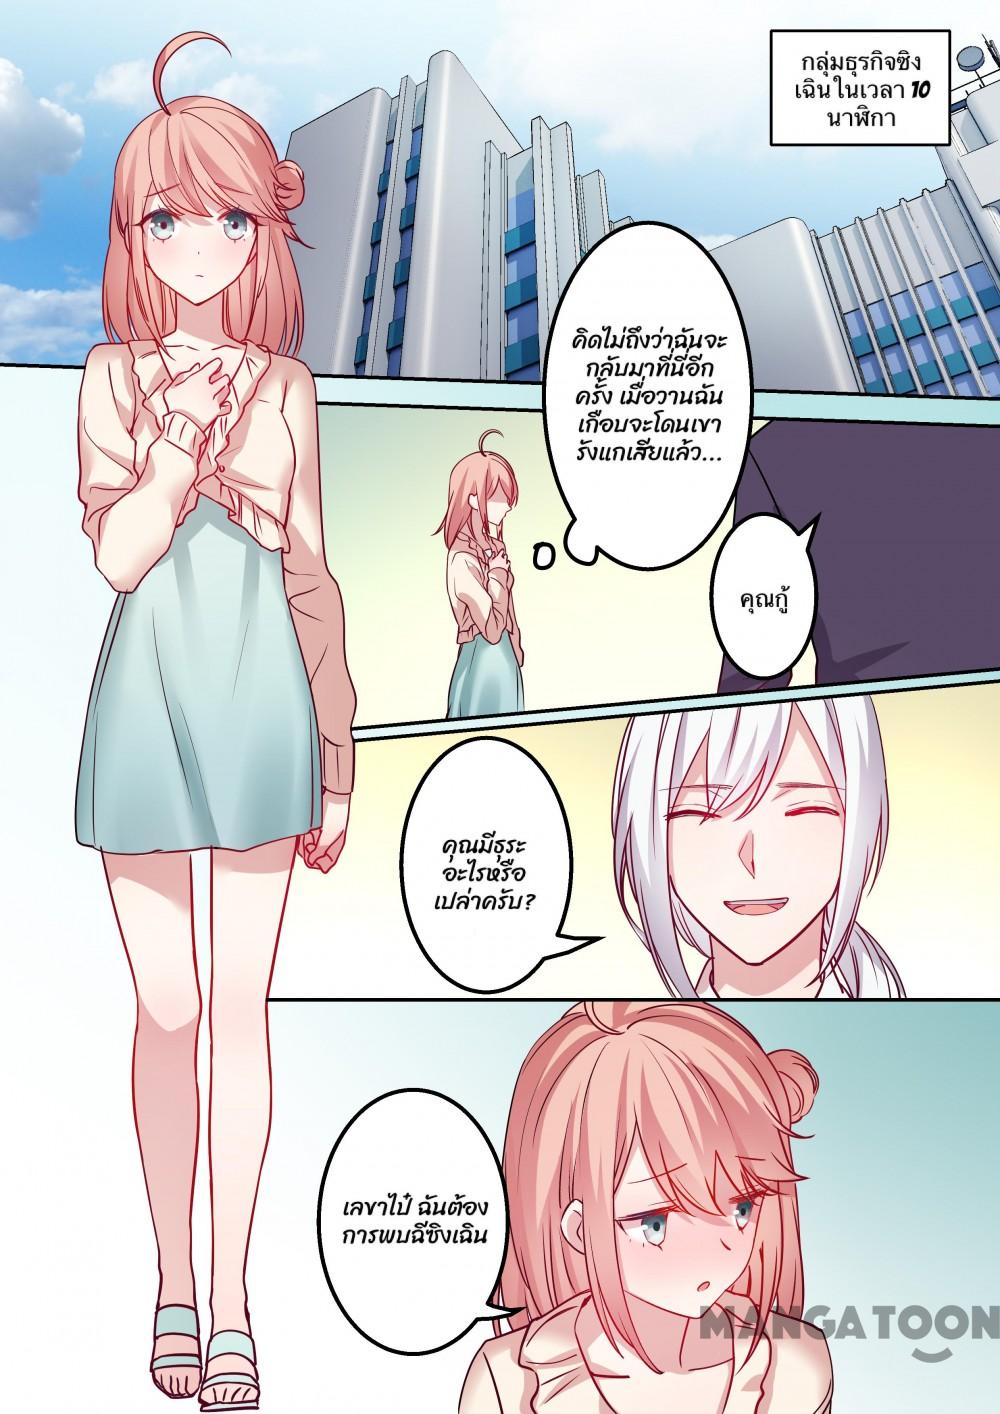 กลุ่มธุรกิจซิง
เฉินในเวลา 10
นาฬิกา
คิดไม่ถึงว่าฉันจะ
กลับมาที่นี่อีก
ครั้ง เมื่อวานฉัน
เกือบจะโดนเขา
รังแกเสียแล้ว...
คุณกู้
คุณมีธุระ
อะไรหรือ
เปล่าครับ?
เลขาไป๋ ฉันต้อง
การพบฉีซิงเฉิน
MANGATOON